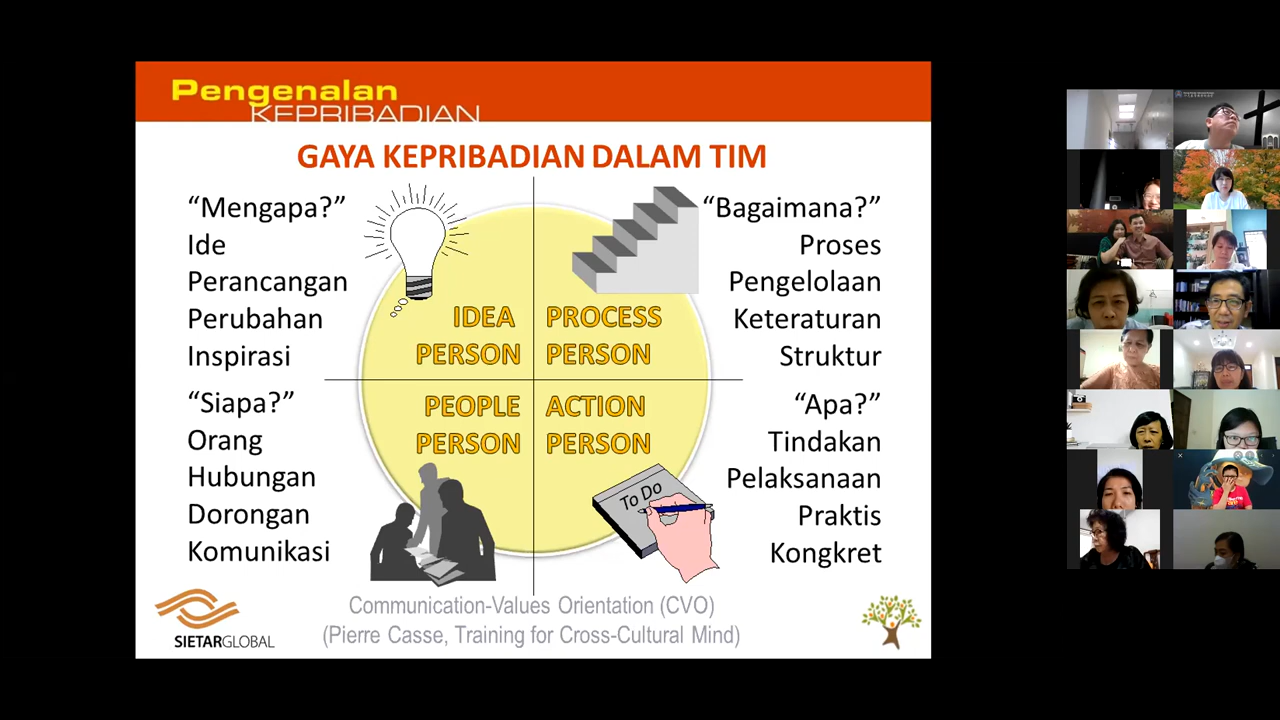 Pengenalan
KEPRIBADIAN
GAYA KEPRIBADIAN DALAM TIM
“Mengapa?”
Ide
Perancangan
Perubahan
Inspirasi
“Bagaimana?”
Proses
Pengelolaan
Keteraturan
Struktur
IDEA
PERSON
PROCESS
PERSON
PEOPLE
PERSON
ACTION
PERSON
“Siapa?”
Orang
Hubungan
Dorongan
Komunikasi
“Apa?”
Tindakan
Pelaksanaan
Praktis
Kongkret
To Do
Communication-Values Orientation (CVO)
(Pierre Casse, Training for Cross-Cultural Mind)
SIETARGLOBAL